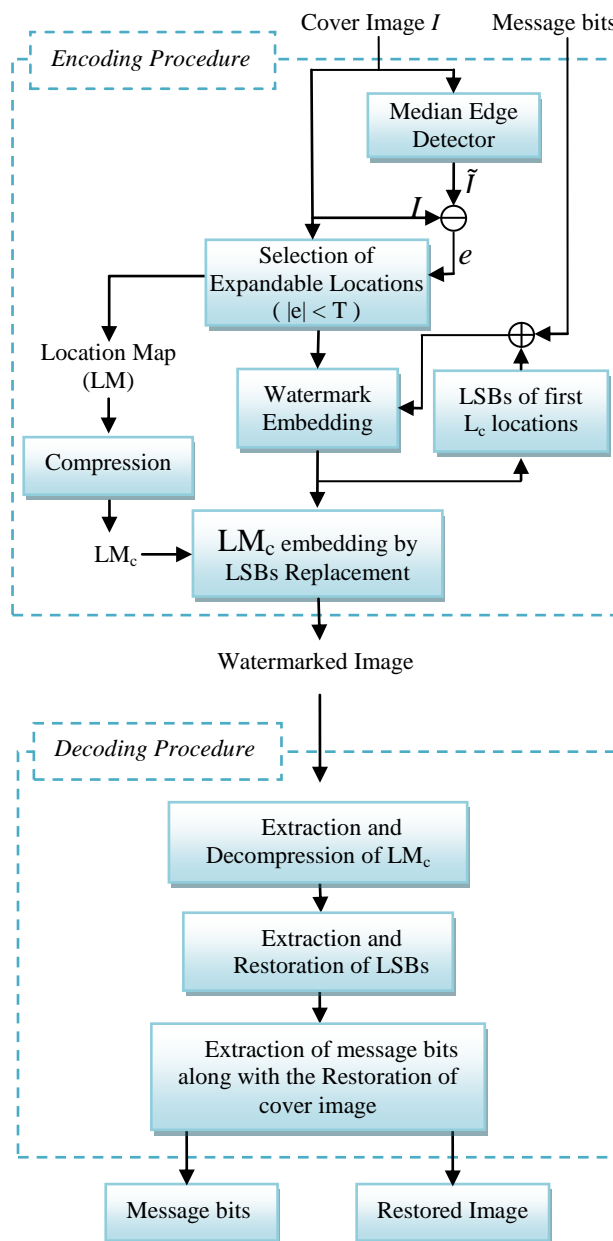 Cover Image I
Message bits
Encoding Procedure
Median Edge
Detector
Ĩ
I
e
Selection of
Expandable Locations
( |e| < T )
Location Map
(LM)
Watermark
Embedding
LSBs of first
Lc locations
Compression
LMc
LMc embedding by
LSBs Replacement
Watermarked Image
Decoding Procedure
Extraction and
Decompression of LMc
Extraction and
Restoration of LSBs
Extraction of message bits
along with the Restoration of
cover image
Message bits
Restored Image